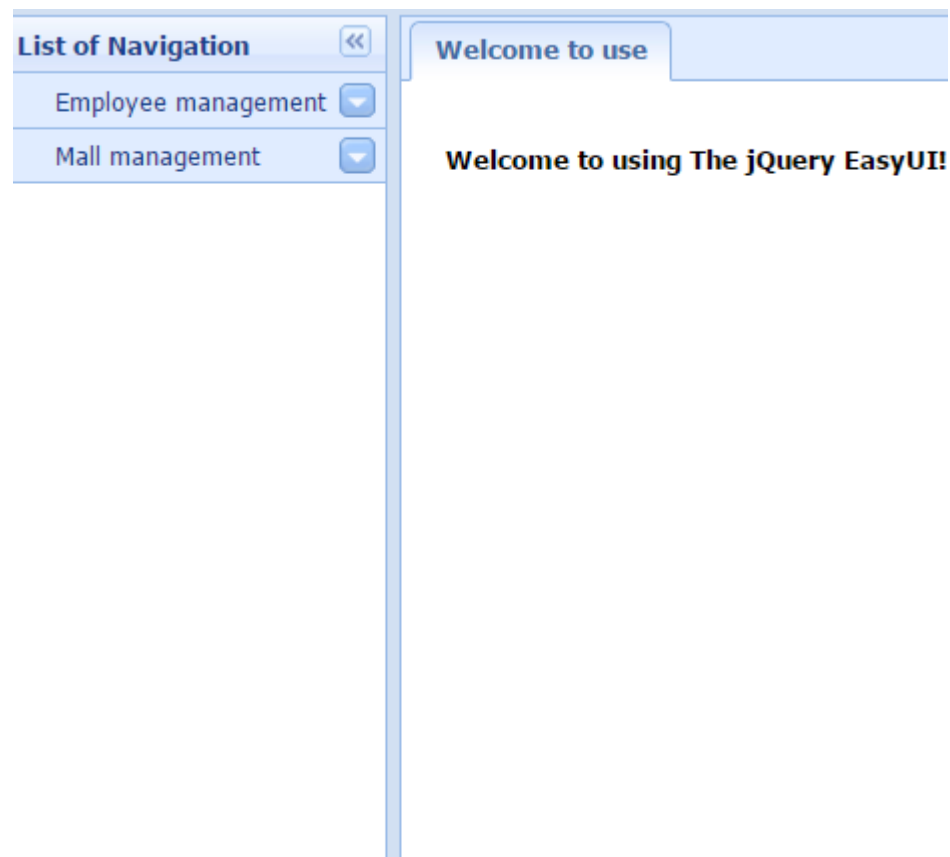 List of Navigation
Employee management
Mall management
Welcome to use
Welcome to using The jQuery EasyUI!